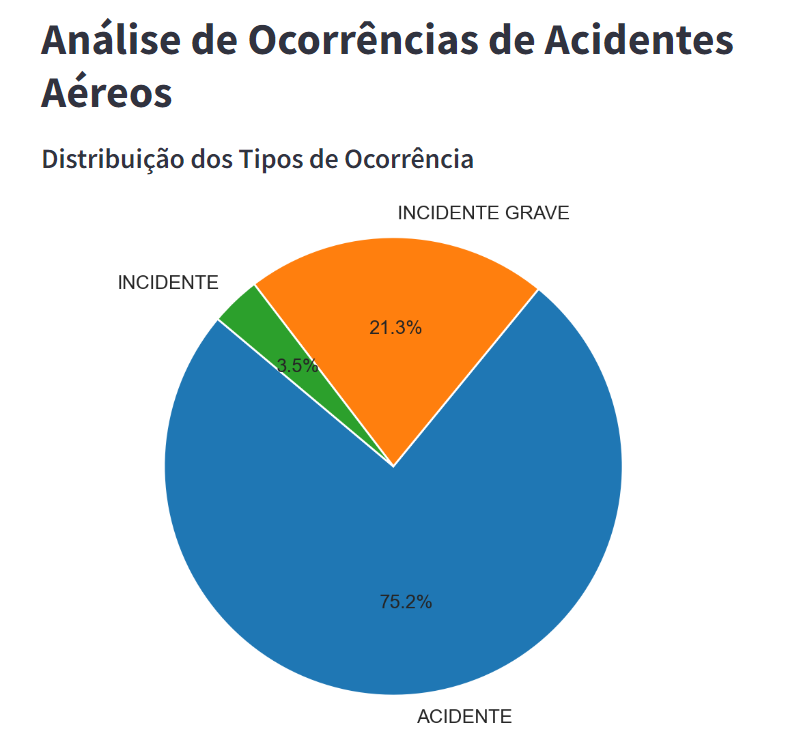 Análise de Ocorrências de Acidentes
Aéreos
Distribuição dos Tipos de Ocorrência
INCIDENTE GRAVE
INCIDENTE
21.3%
3.5%
75.2%
ACIDENTE